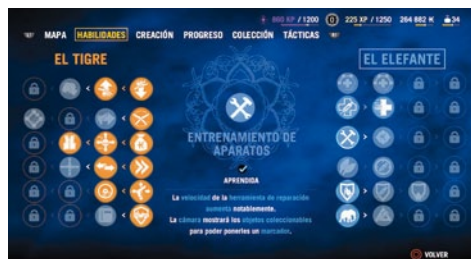 860 XP / 1200 225 XP / 1250 264 682 34
MAPA HABILIDADES CREACIÓN PROGRESO COLECCIÓN TÁCTICAS
EL TIGRE
EL ELEFANTE
ENTRENAMIENTO DE
APARATOS
APRENDIDA
La velocidad de la herramienta de reparación
aumenta notablemente.
La cámara mostrará los objetos coleccionables
para poder ponerles un marcador.
VOLVER